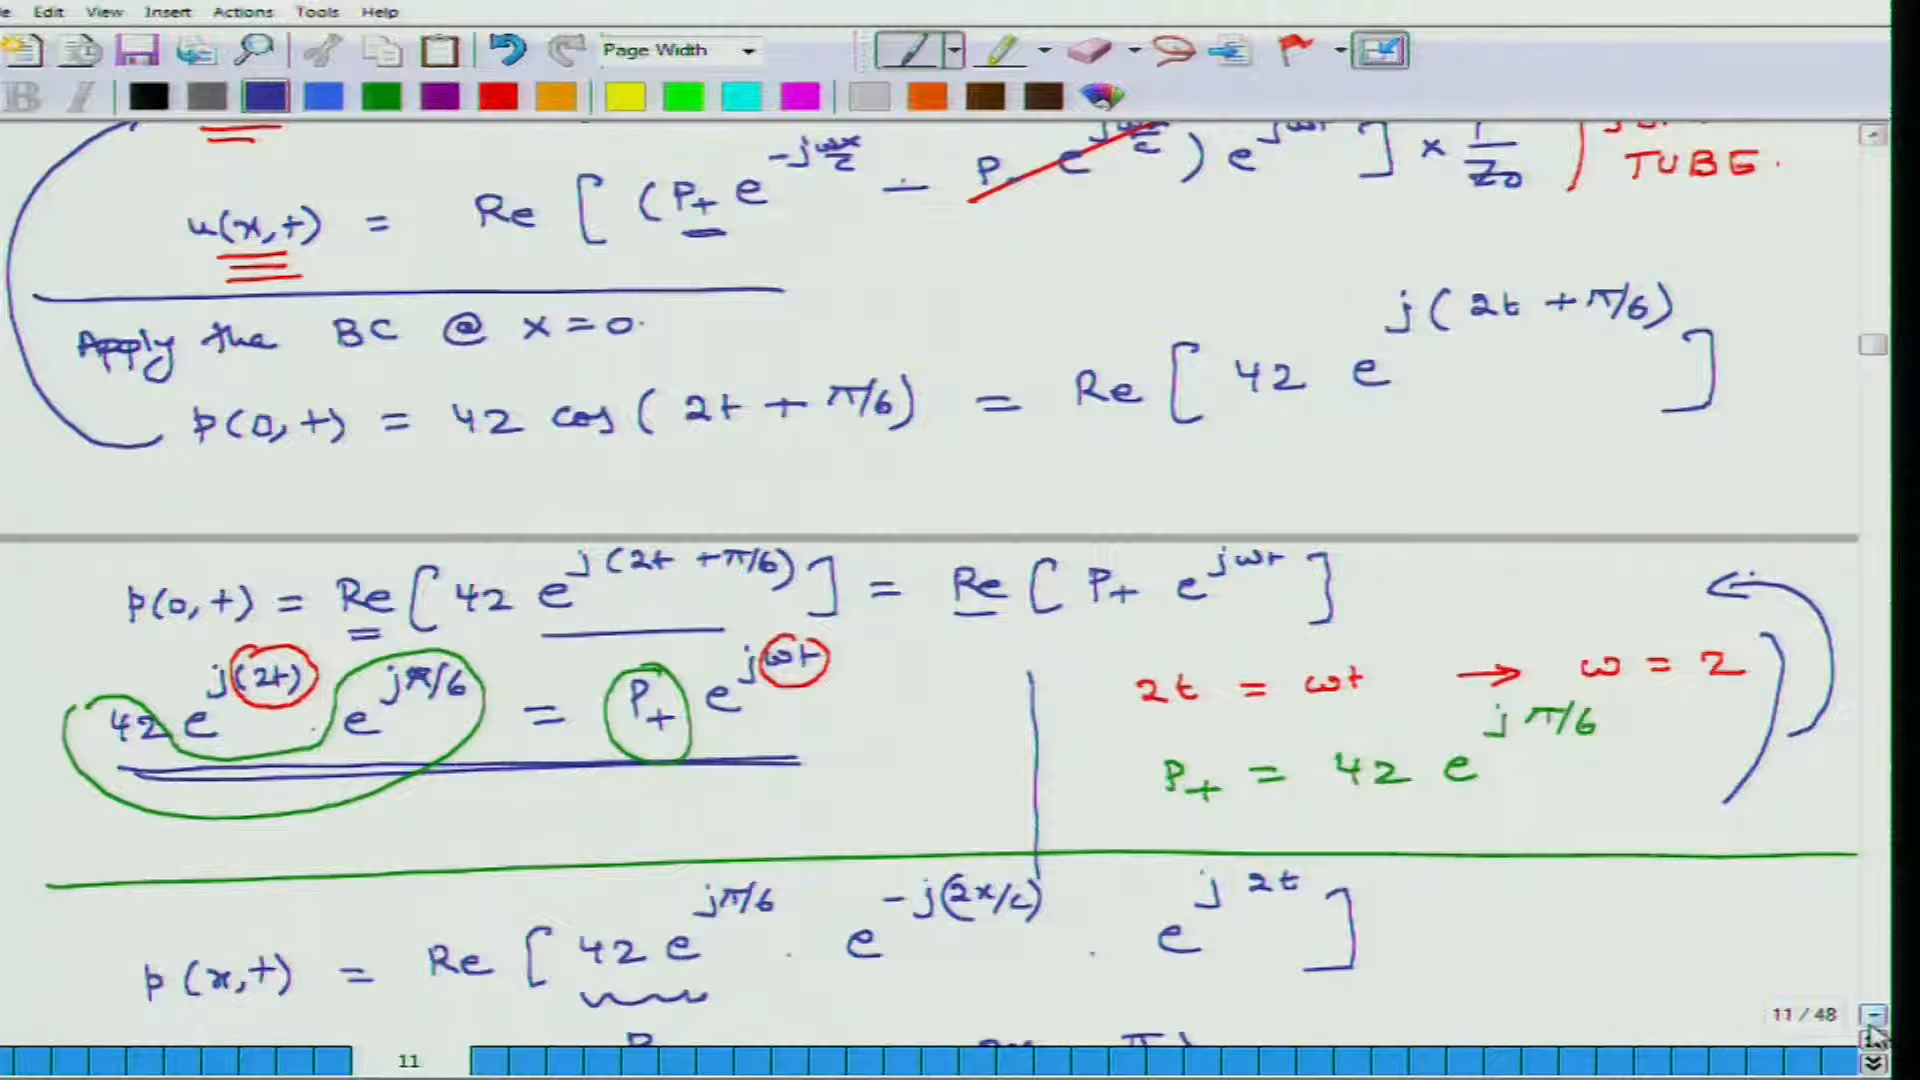 Edit View Insert Actions Tools Help
Page Width
u(x,t) = Re [ (P+ e^{-jωx/c} - P- e^{jωx/c}) e^{jωt} ] × 1/Z0
TUBE.
Apply the BC @ x = 0.
p(0,t) = 42 cos(2t + π/6) = Re [ 42 e^{j(2t + π/6)} ]
p(0,t) = Re [ 42 e^{j(2t + π/6)} ] = Re [ P+ e^{jωt} ]
42 e^{j(2t)} . e^{jπ/6} = P+ e^{jωt}
2t = ωt → ω = 2
P+ = 42 e^{jπ/6}
p(x,t) = Re [ 42 e^{jπ/6} . e^{-j(2x/c)} . e^{j2t} ]
11 / 48
11